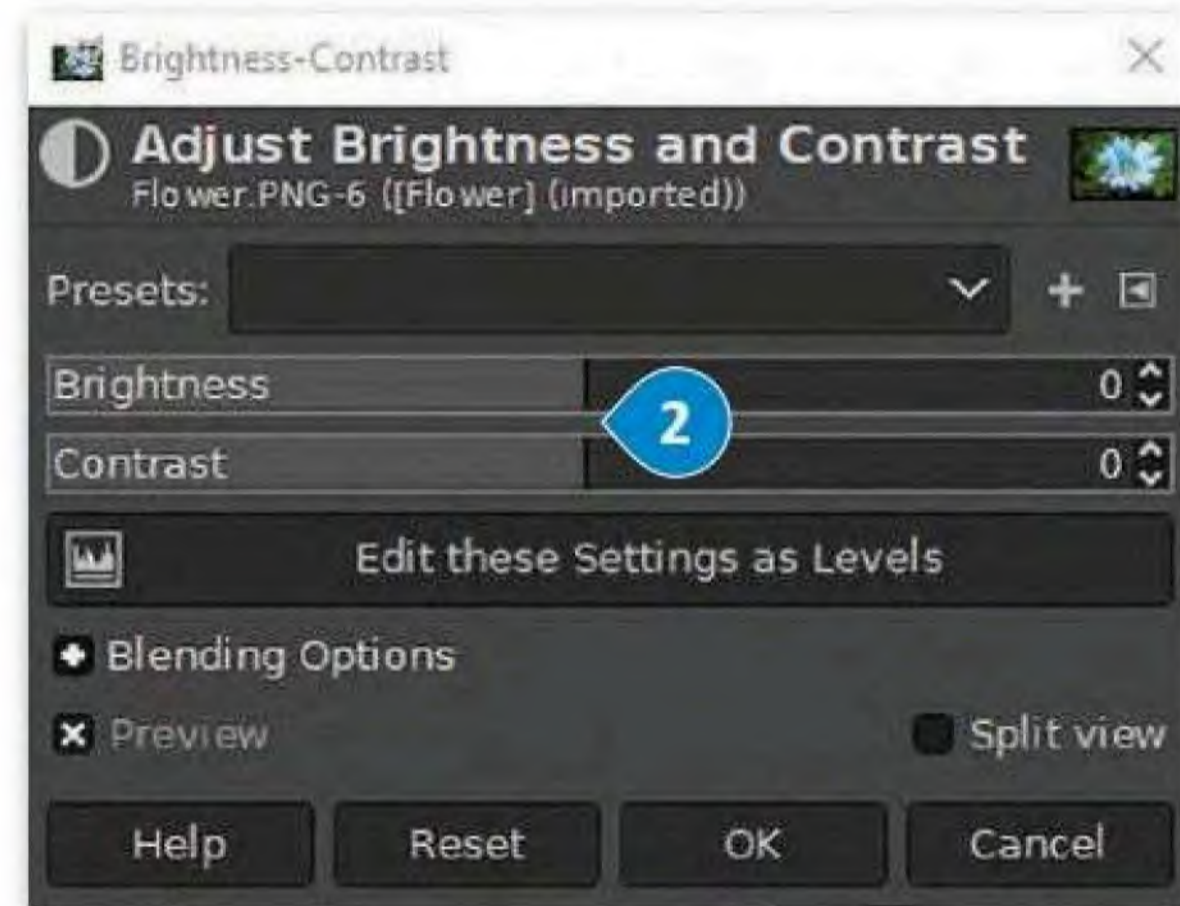 Brightness-Contrast
Adjust Brightness and Contrast
Flower.PNG-6 ([Flower] (imported))
Presets:
Brightness 0
2
Contrast 0
Edit these Settings as Levels
Blending Options
Preview Split view
Help Reset OK Cancel